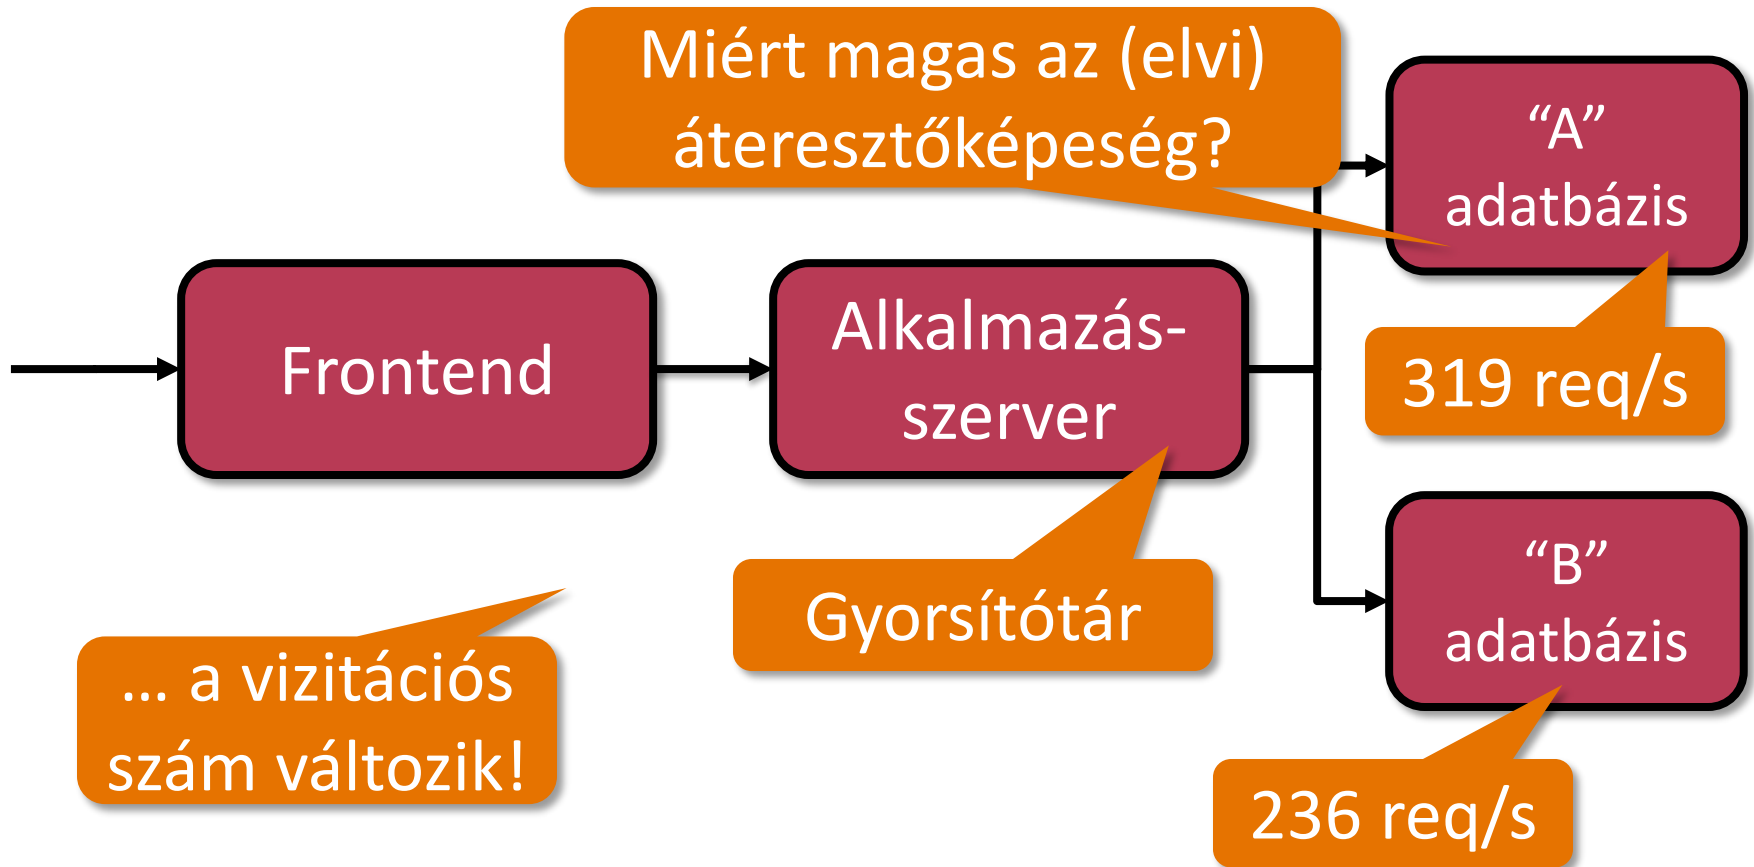 Miért magas az (elvi)
áteresztőképeség?
“A”
adatbázis
319 req/s
Frontend
Alkalmazás-
szerver
Gyorsítótár
... a vizitációs
szám változik!
“B”
adatbázis
236 req/s